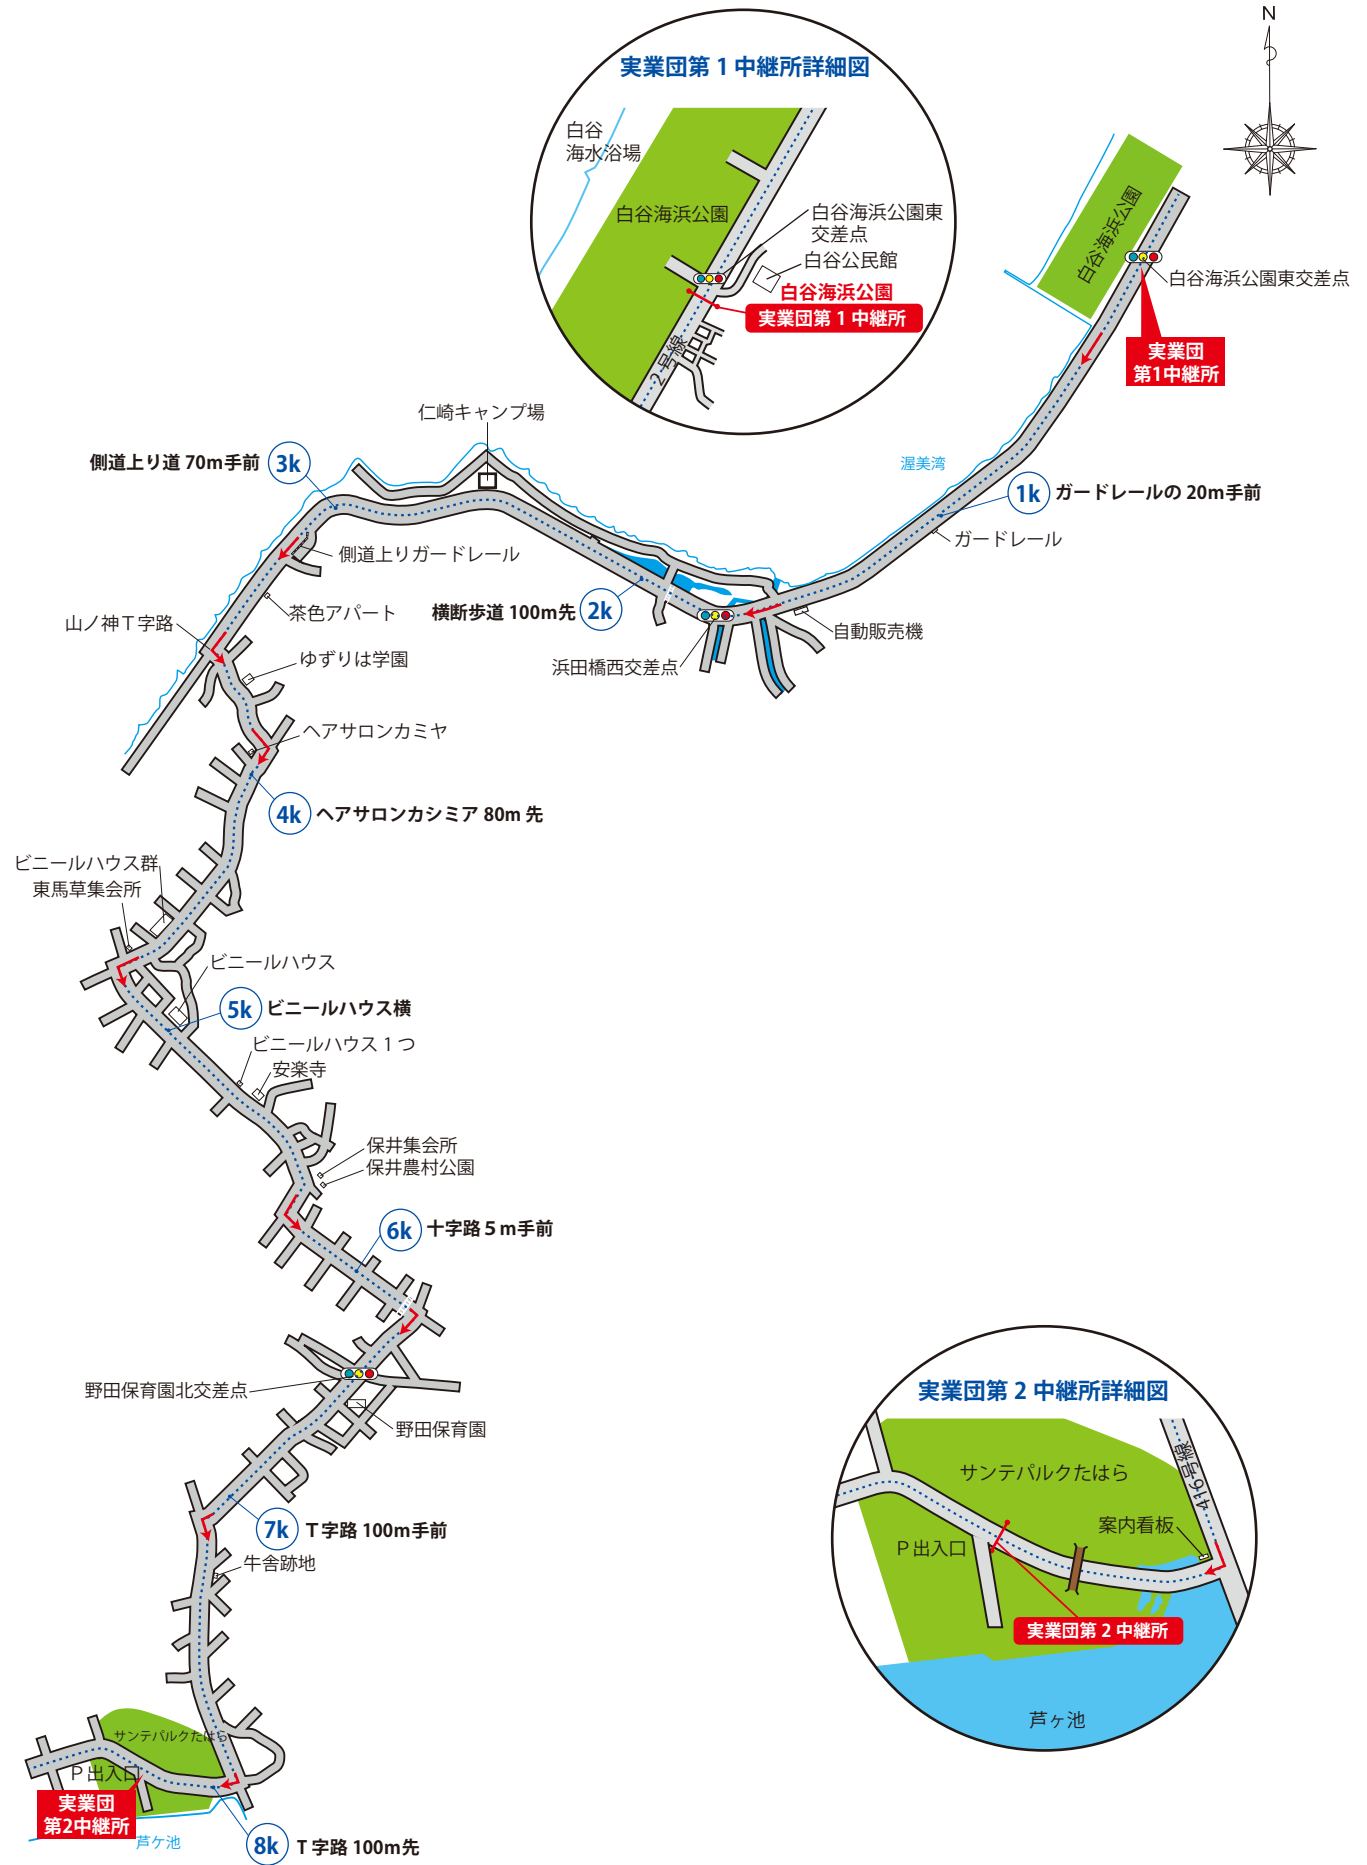 N
実業団第 1 中継所詳細図
白谷
海水浴場
白谷海浜公園
白谷海浜公園東
交差点
白谷公民館
白谷海浜公園
実業団第 1 中継所
2号線
白谷海浜公園
白谷海浜公園東交差点
実業団
第1中継所
仁崎キャンプ場
側道上り道 70m手前
3k
渥美湾
1k
ガードレールの 20m手前
ガードレール
側道上りガードレール
茶色アパート
横断歩道 100m先
2k
山ノ神T字路
自動販売機
ゆずりは学園
浜田橋西交差点
ヘアサロンカミヤ
4k
ヘアサロンカシミア 80m 先
ビニールハウス群
東馬草集会所
ビニールハウス
5k
ビニールハウス横
ビニールハウス 1 つ
安楽寺
保井集会所
保井農村公園
6k
十字路 5 m手前
野田保育園北交差点
野田保育園
7k
T 字路 100m手前
牛舎跡地
実業団第 2 中継所詳細図
サンテパルクたはら
416号線
案内看板
P 出入口
実業団第 2 中継所
芦ヶ池
サンテパルクたはら
P 出入口
実業団
第2中継所
芦ケ池
8k
T 字路 100m先